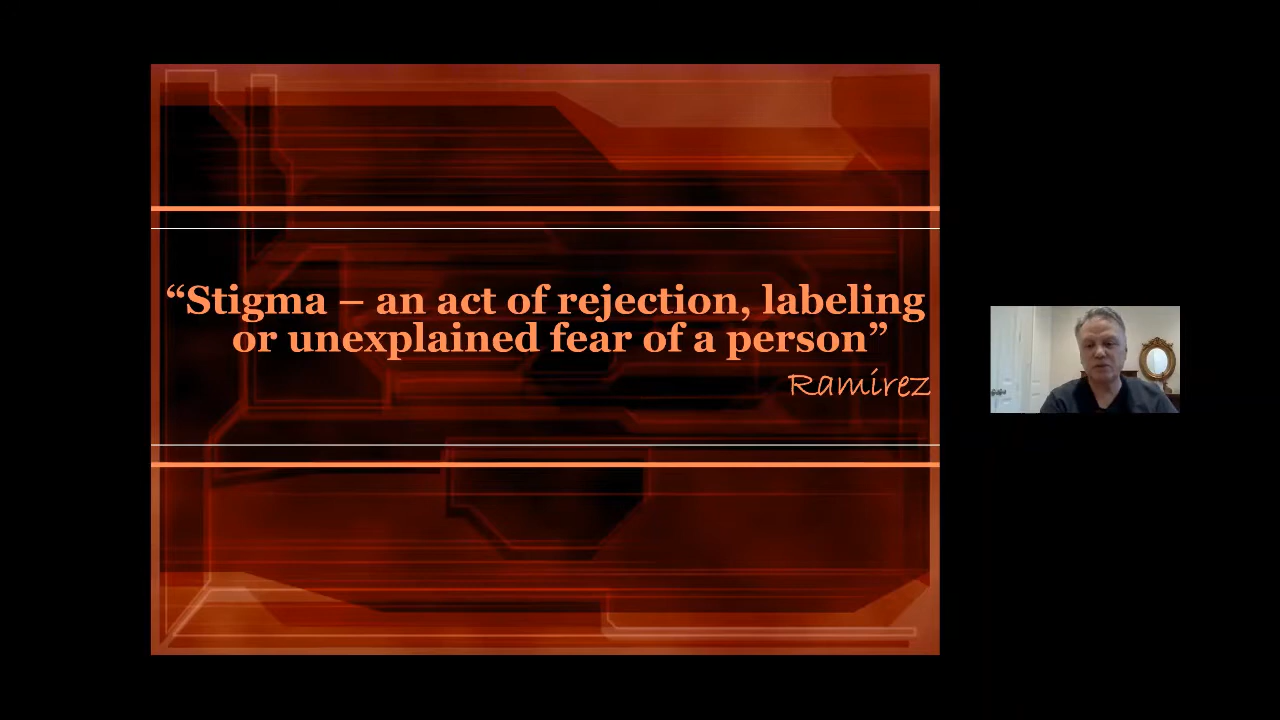 “Stigma – an act of rejection, labeling
or unexplained fear of a person”
Ramirez